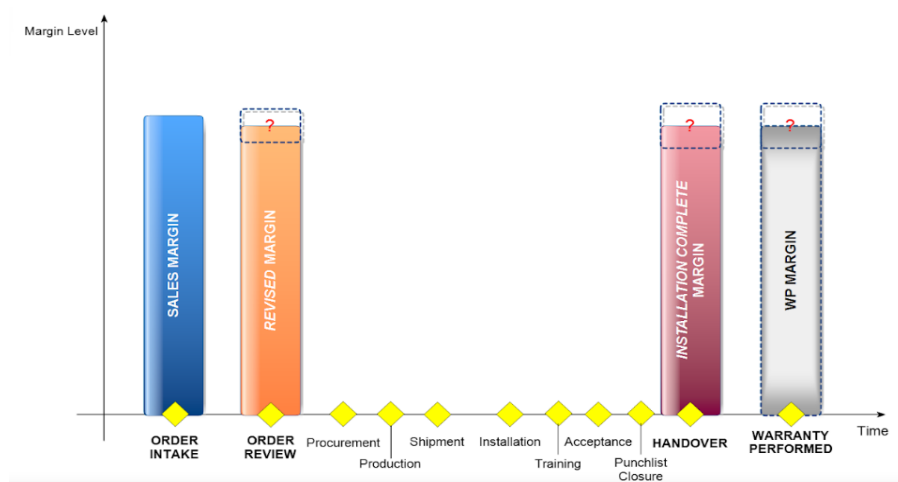 Margin Level
?
?
?
SALES MARGIN
REVISED MARGIN
INSTALLATION COMPLETE
MARGIN
WP MARGIN
ORDER
INTAKE
ORDER
REVIEW
Procurement
Production
Shipment
Installation
Training
Acceptance
Punchlist
Closure
HANDOVER
WARRANTY
PERFORMED
Time